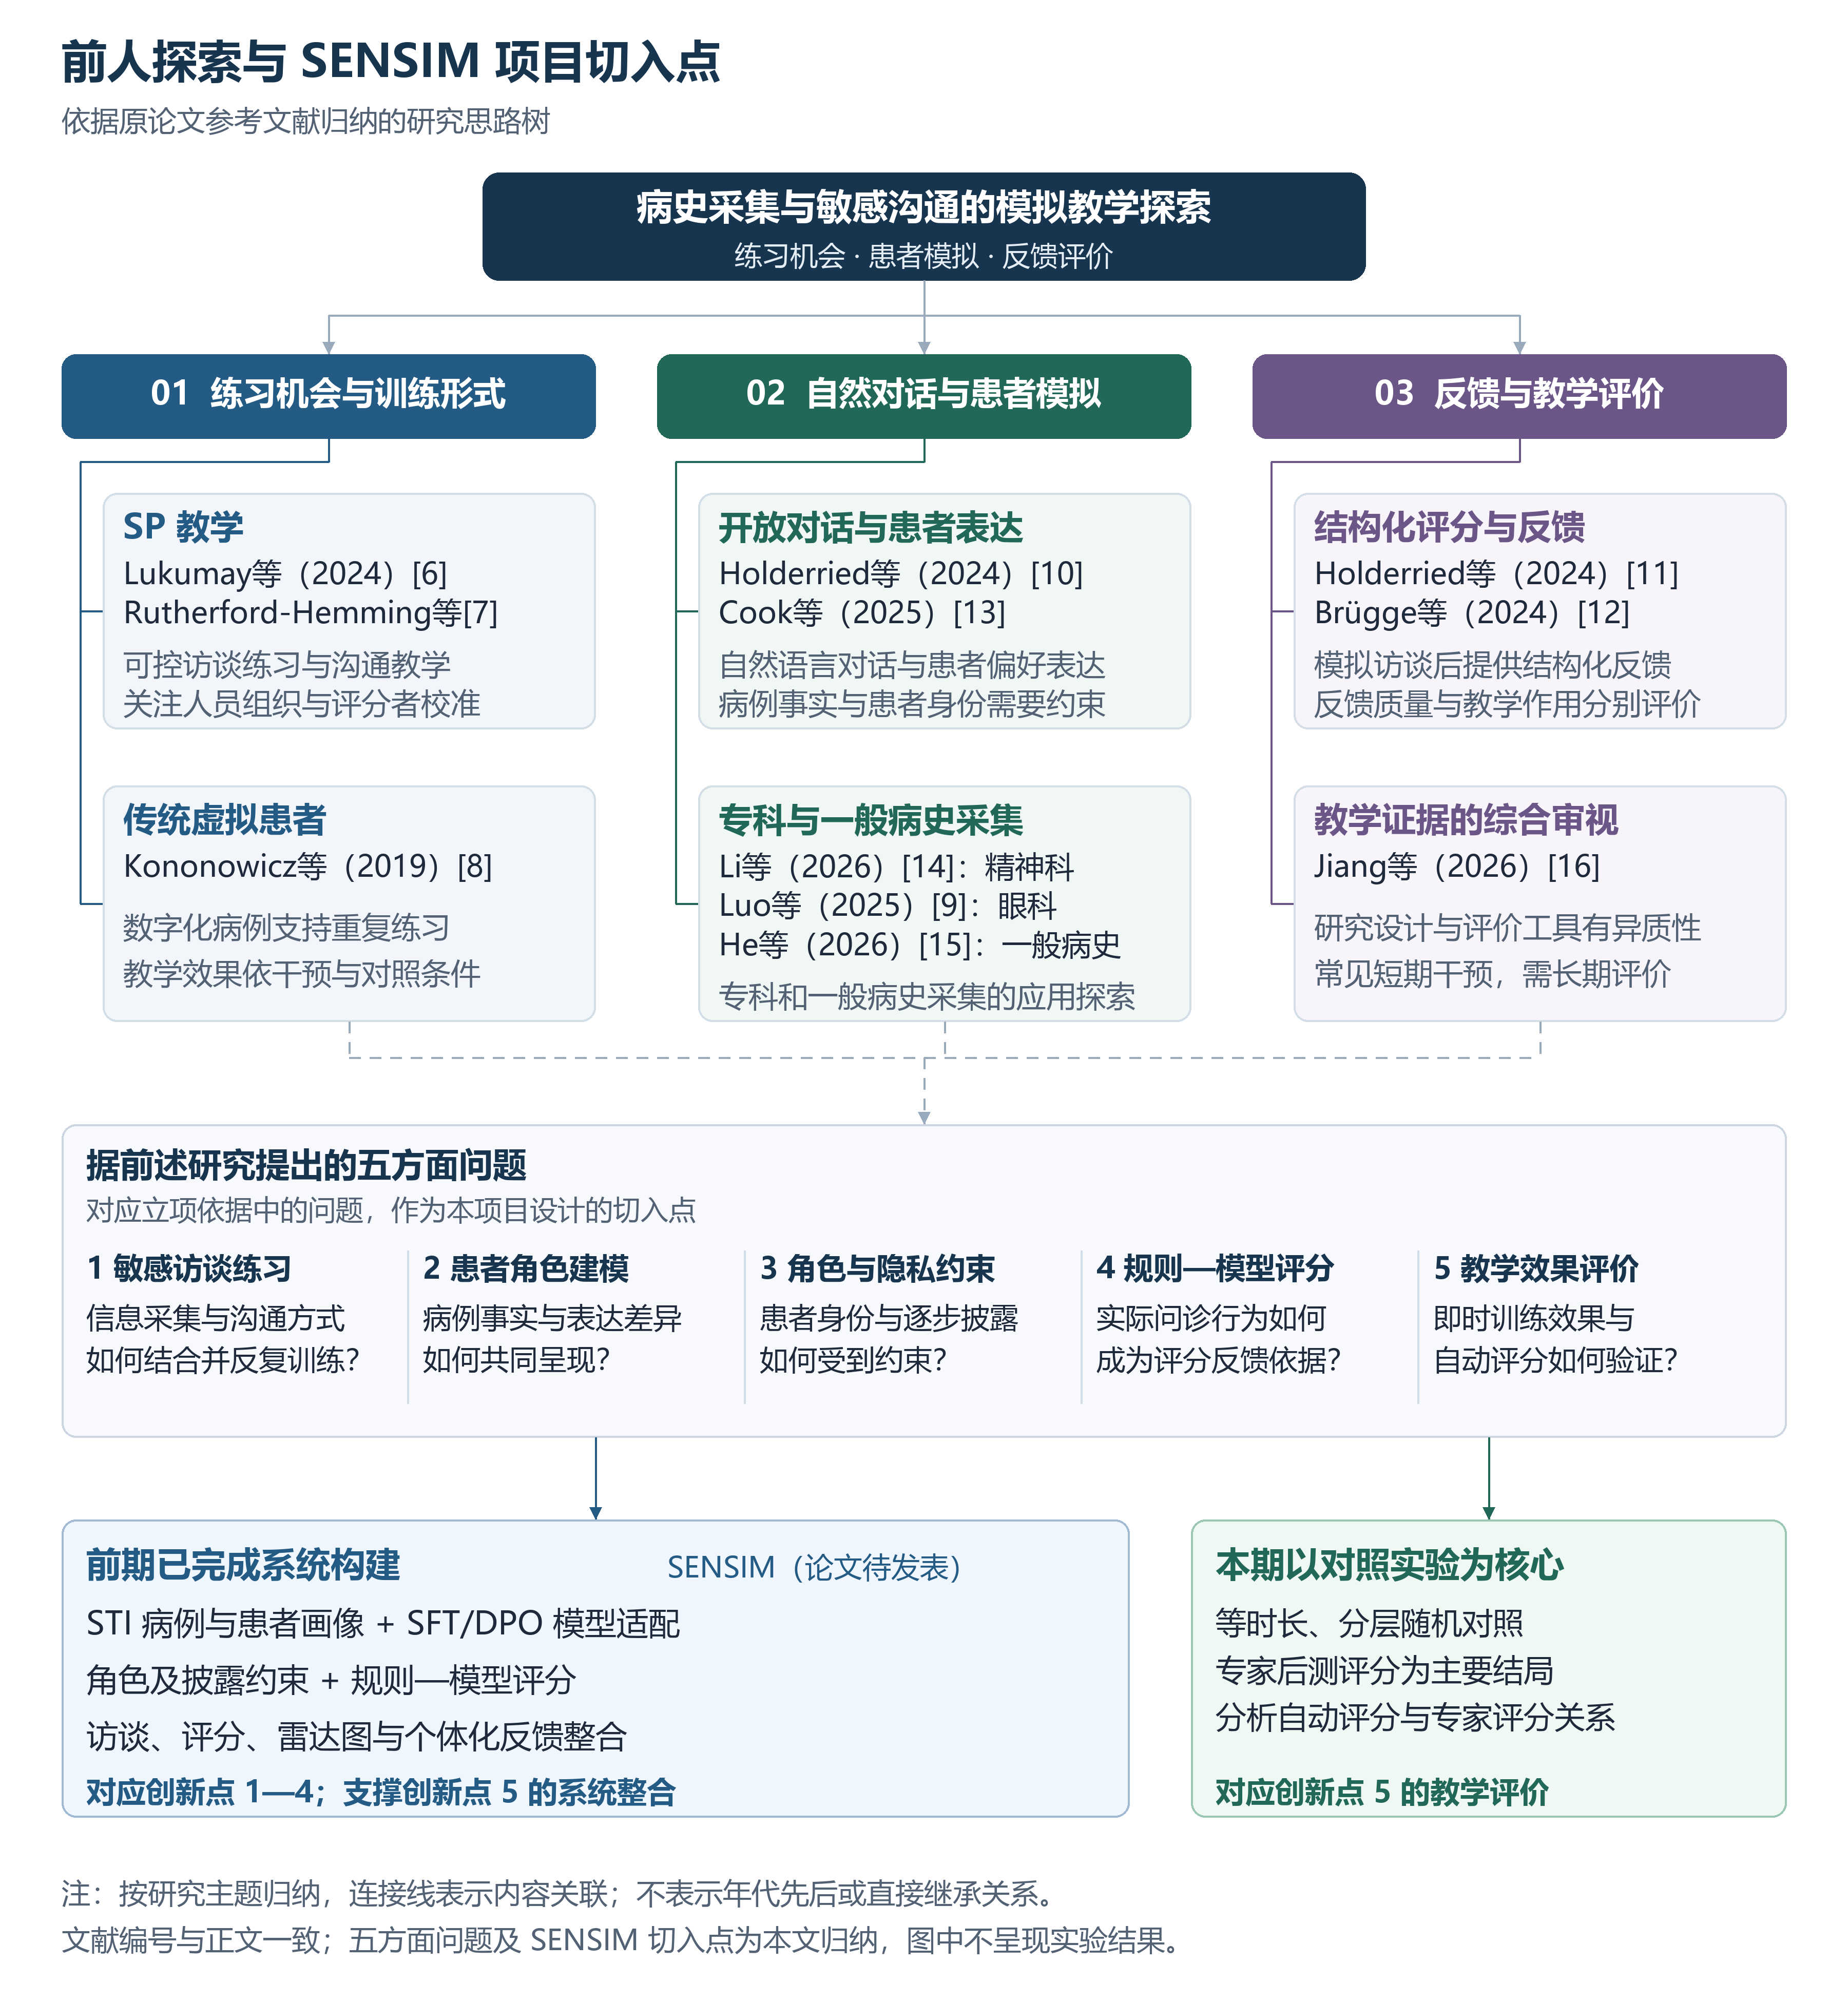 前人探索与 SENSIM 项目切入点
依据原论文参考文献归纳的研究思路树
病史采集与敏感沟通的模拟教学探索
练习机会 · 患者模拟 · 反馈评价
01 练习机会与训练形式
SP 教学
Lukumay等（2024）[6]
Rutherford-Hemming等[7]
可控访谈练习与沟通教学
关注人员组织与评分者校准
传统虚拟患者
Kononowicz等（2019）[8]
数字化病例支持重复练习
教学效果依干预与对照条件
02 自然对话与患者模拟
开放对话与患者表达
Holderried等（2024）[10]
Cook等（2025）[13]
自然语言对话与患者偏好表达
病例事实与患者身份需要约束
专科与一般病史采集
Li等（2026）[14]：精神科
Luo等（2025）[9]：眼科
He等（2026）[15]：一般病史
专科和一般病史采集的应用探索
03 反馈与教学评价
结构化评分与反馈
Holderried等（2024）[11]
Brügge等（2024）[12]
模拟访谈后提供结构化反馈
反馈质量与教学作用分别评价
教学证据的综合审视
Jiang等（2026）[16]
研究设计与评价工具有异质性
常见短期干预，需长期评价
据前述研究提出的五方面问题
对应立项依据中的问题，作为本项目设计的切入点
1 敏感访谈练习
信息采集与沟通方式
如何结合并反复训练？
2 患者角色建模
病例事实与表达差异
如何共同呈现？
3 角色与隐私约束
患者身份与逐步披露
如何受到约束？
4 规则—模型评分
实际问诊行为如何
成为评分反馈依据？
5 教学效果评价
即时训练效果与
自动评分如何验证？
前期已完成系统构建
SENSIM（论文待发表）
STI 病例与患者画像 + SFT/DPO 模型适配
角色及披露约束 + 规则—模型评分
访谈、评分、雷达图与个体化反馈整合
对应创新点 1—4；支撑创新点 5 的系统整合
本期以对照实验为核心
等时长、分层随机对照
专家后测评分为主要结局
分析自动评分与专家评分关系
对应创新点 5 的教学评价
注：按研究主题归纳，连接线表示内容关联；不表示年代先后或直接继承关系。
文献编号与正文一致；五方面问题及 SENSIM 切入点为本文归纳，图中不呈现实验结果。